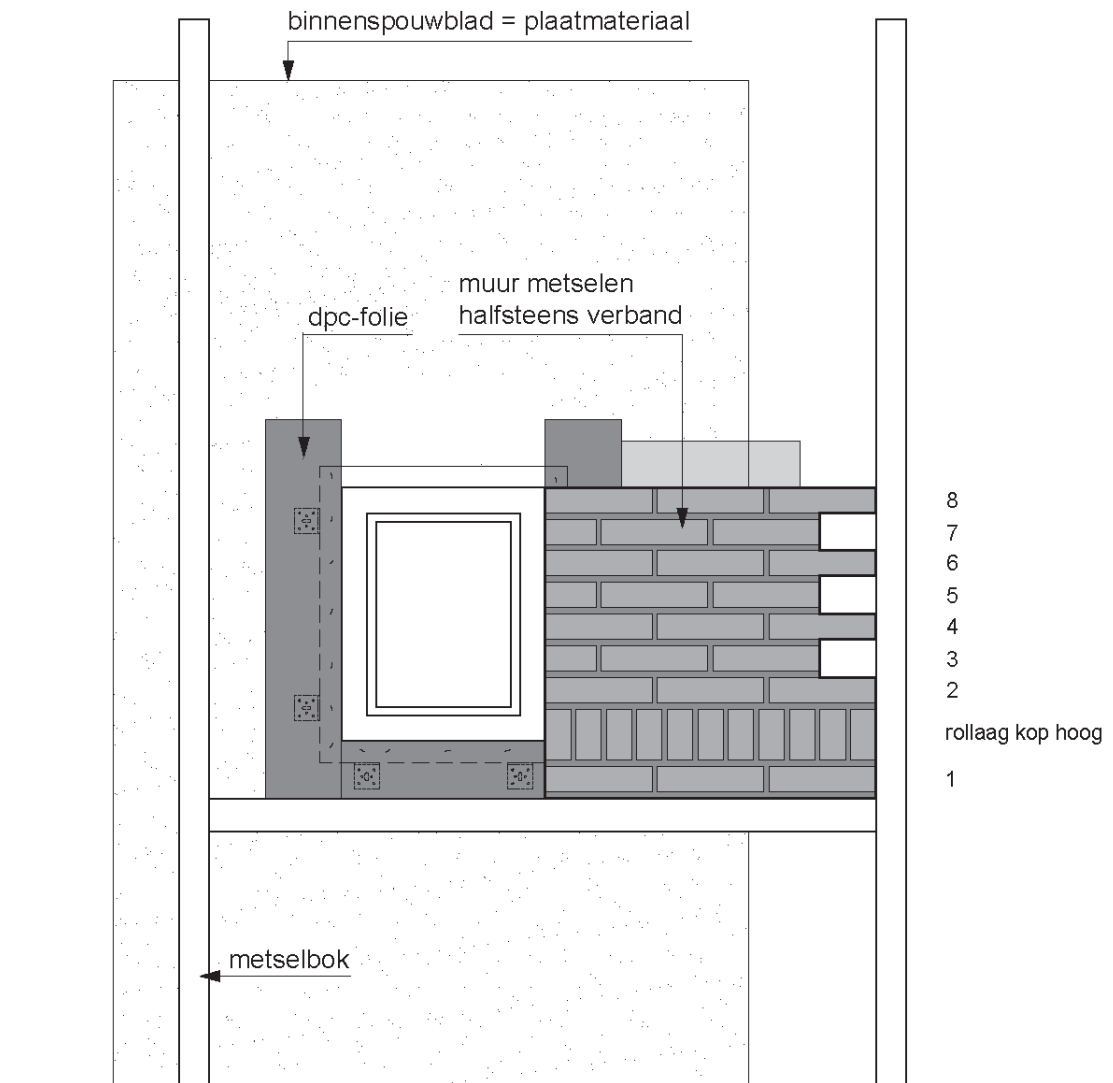 binnenspouwblad = plaatmateriaal
muur metselen
halfsteens verband
dpc-folie
8
7
6
5
4
3
2
rollaag kop hoog
1
metselbok